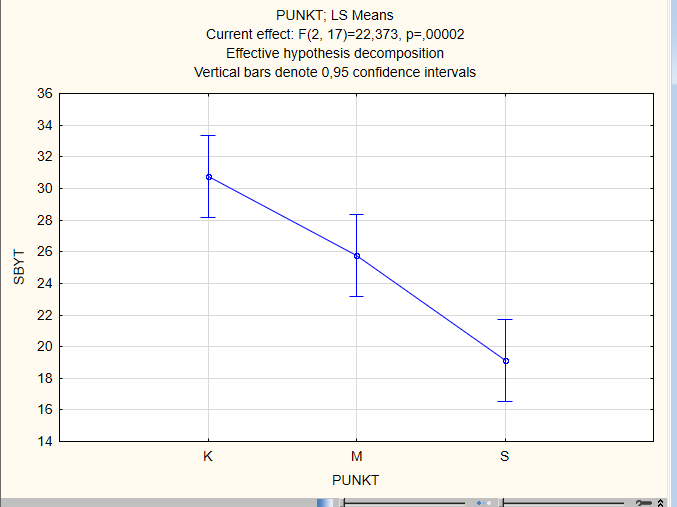 PUNKT; LS Means
Current effect: F(2, 17)=22,373, p=,00002
Effective hypothesis decomposition
Vertical bars denote 0,95 confidence intervals
36
34
32
30
28
26
24
22
20
18
16
14
SBYT
K M S
PUNKT